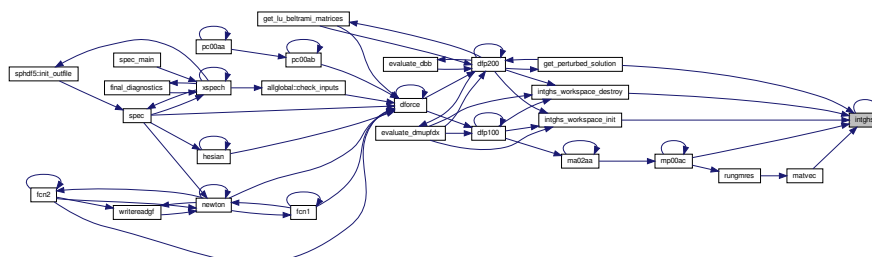 get_lu_beltrami_matrices
pc00aa
spec_main
pc00ab
sphdf5::init_outfile
evaluate_dbb
dfp200
get_perturbed_solution
final_diagnostics
xspech
allglobal::check_inputs
intghs_workspace_destroy
dforce
spec
intghs_workspace_init
intghs
evaluate_dmupfdx
dfp100
hesian
ma02aa
mp00ac
rungmres
matvec
fcn2
newton
writereadgf
fcn1